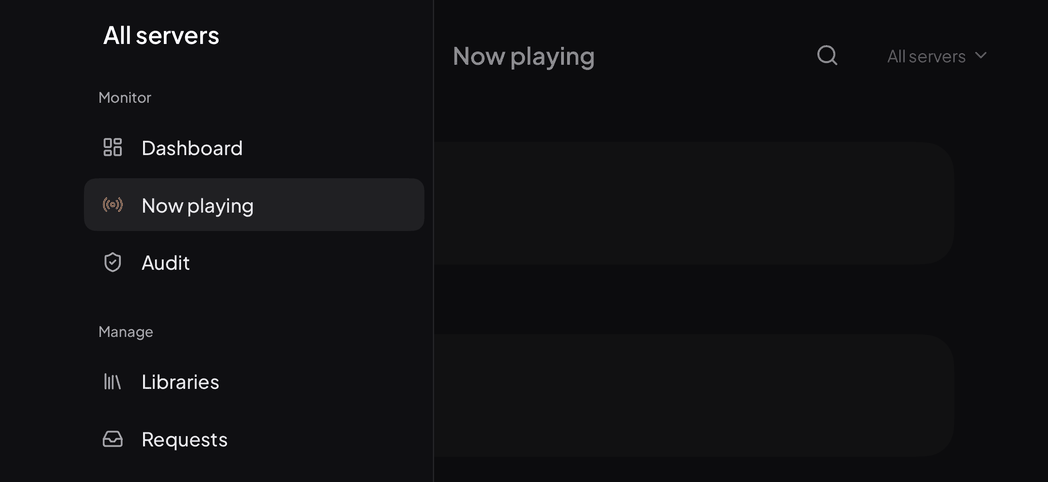 All servers
Monitor
Dashboard
Now playing
Audit
Manage
Libraries
Requests
Now playing
All servers